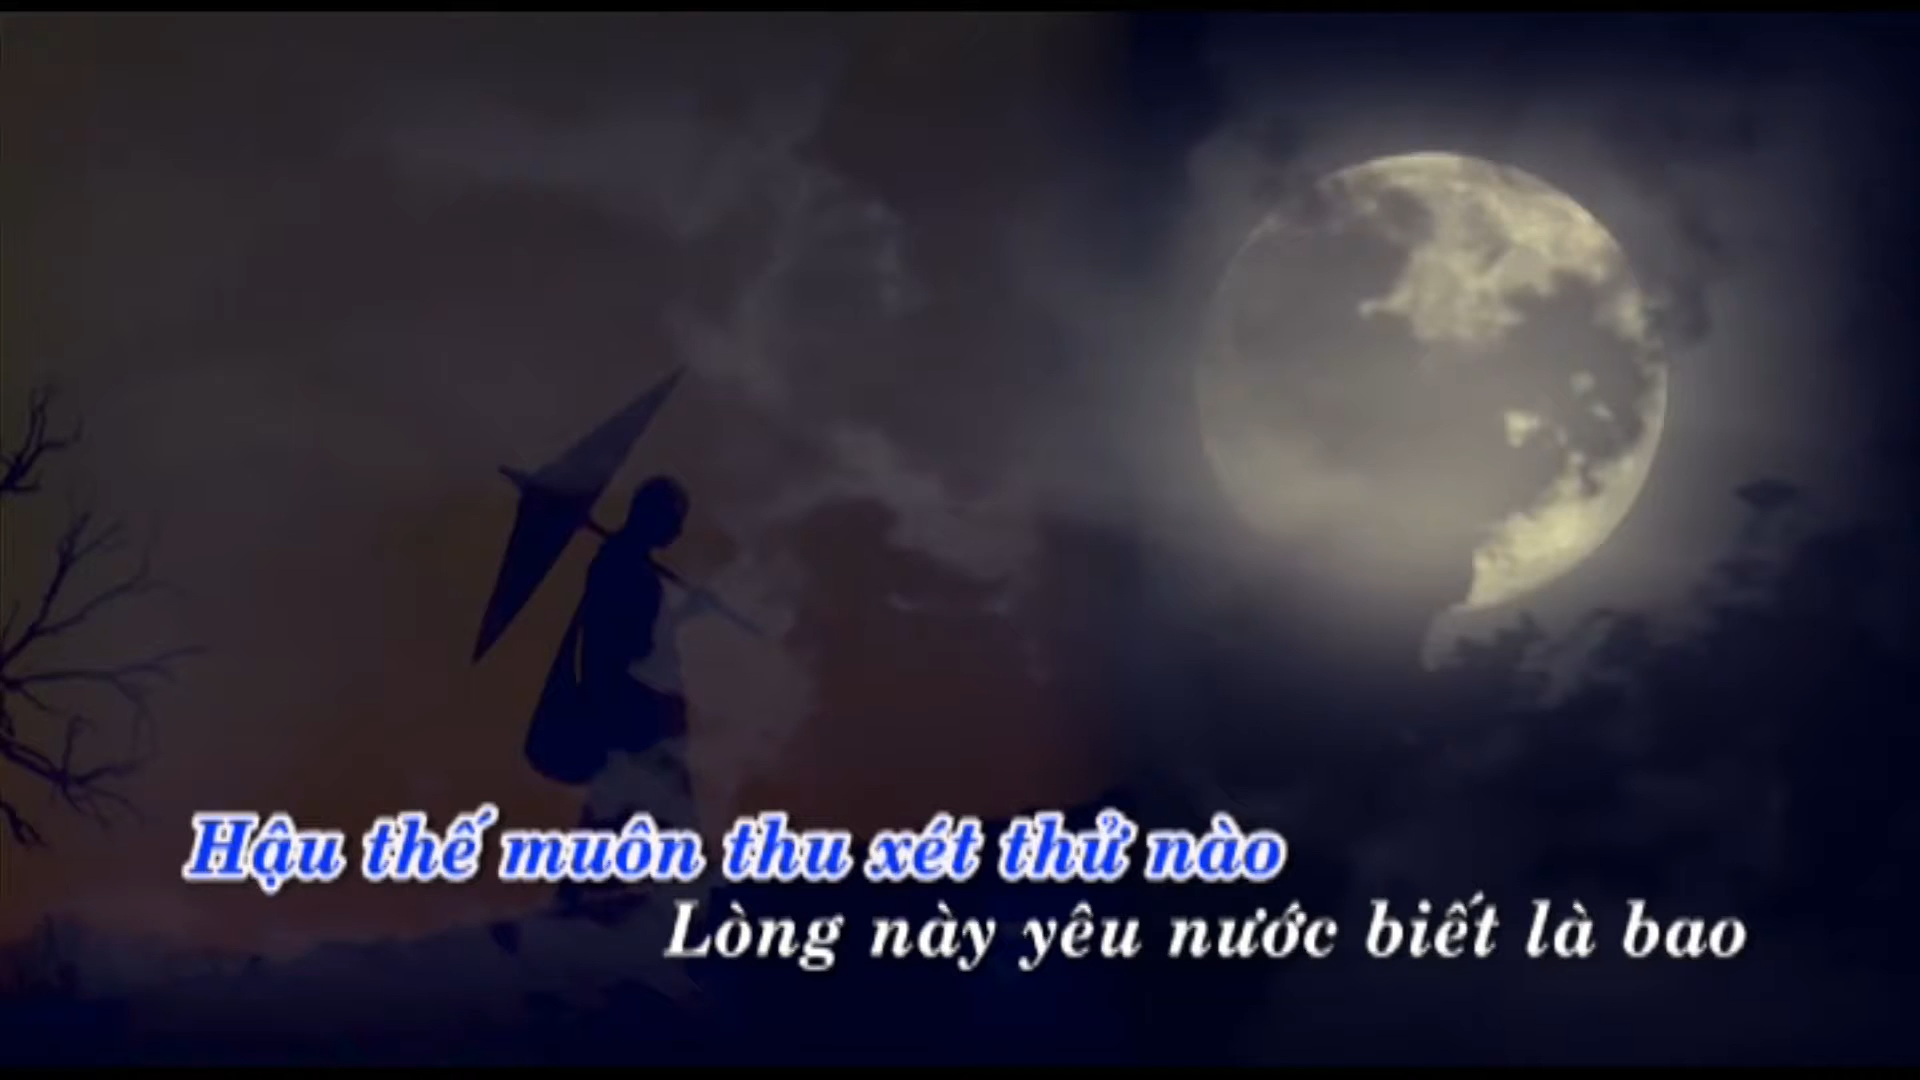 Hậu thế muôn thu xét thử nào
Lòng này yêu nước biết là bao